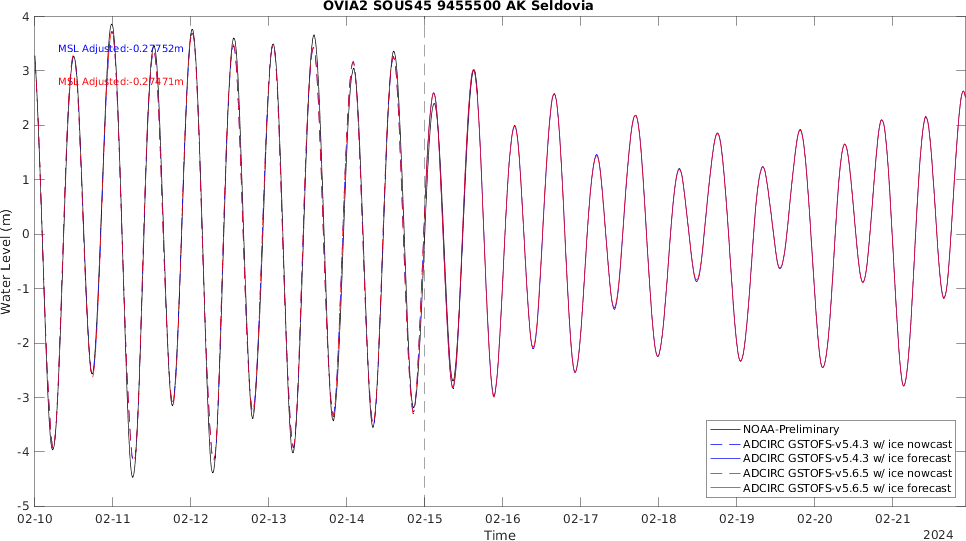 OVIA2 SOUS45 9455500 AK Seldovia
MSL Adjusted:-0.27752m
MSL Adjusted:-0.27471m
Water Level (m)
4
3
2
1
0
-1
-2
-3
-4
-5
NOAA-Preliminary
ADCIRC GSTOFS-v5.4.3 w/ ice nowcast
ADCIRC GSTOFS-v5.4.3 w/ ice forecast
ADCIRC GSTOFS-v5.6.5 w/ ice nowcast
ADCIRC GSTOFS-v5.6.5 w/ ice forecast
02-10 02-11 02-12 02-13 02-14 02-15 02-16 02-17 02-18 02-19 02-20 02-21
Time
2024